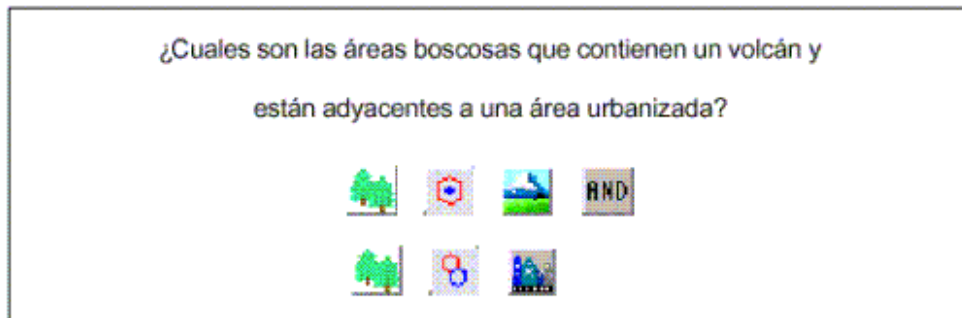 ¿Cuales son las áreas boscosas que contienen un volcán y
están adyacentes a una área urbanizada?
AND